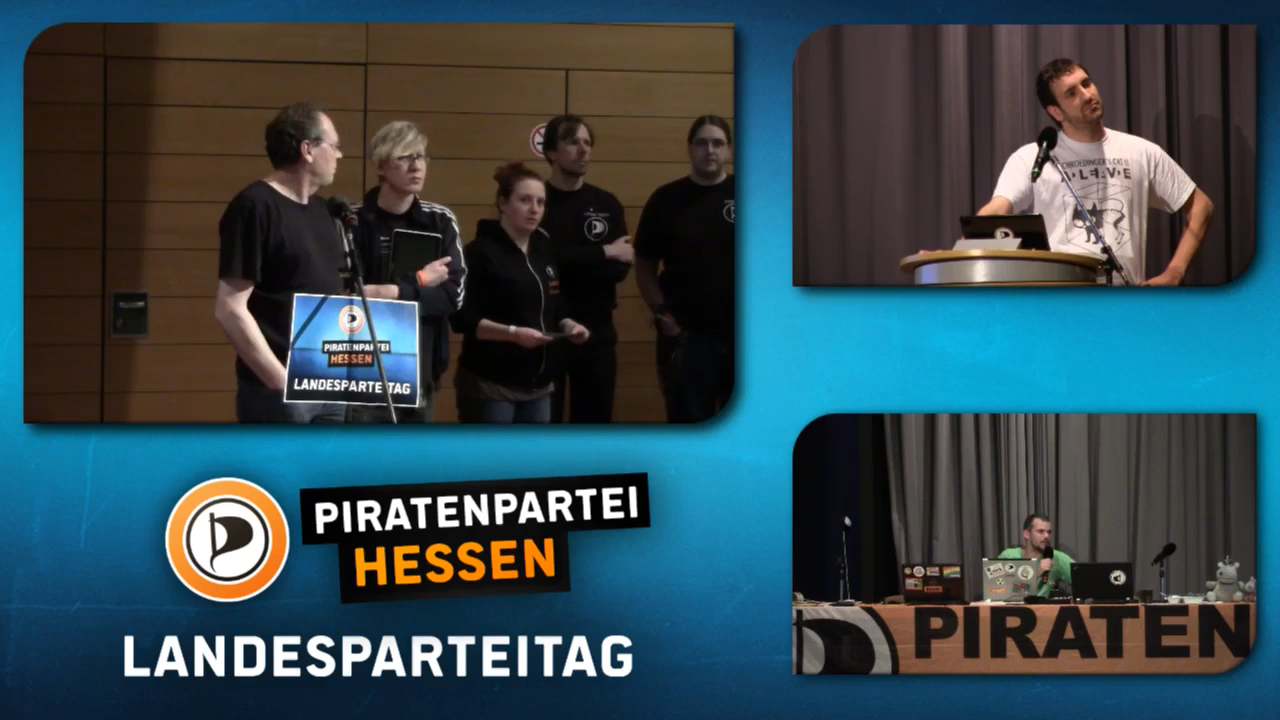 PIRATENPARTEI
HESSEN
LANDESPARTEITAG
PIRATENPARTEI
HESSEN
LANDESPARTEITAG
PIRATEN